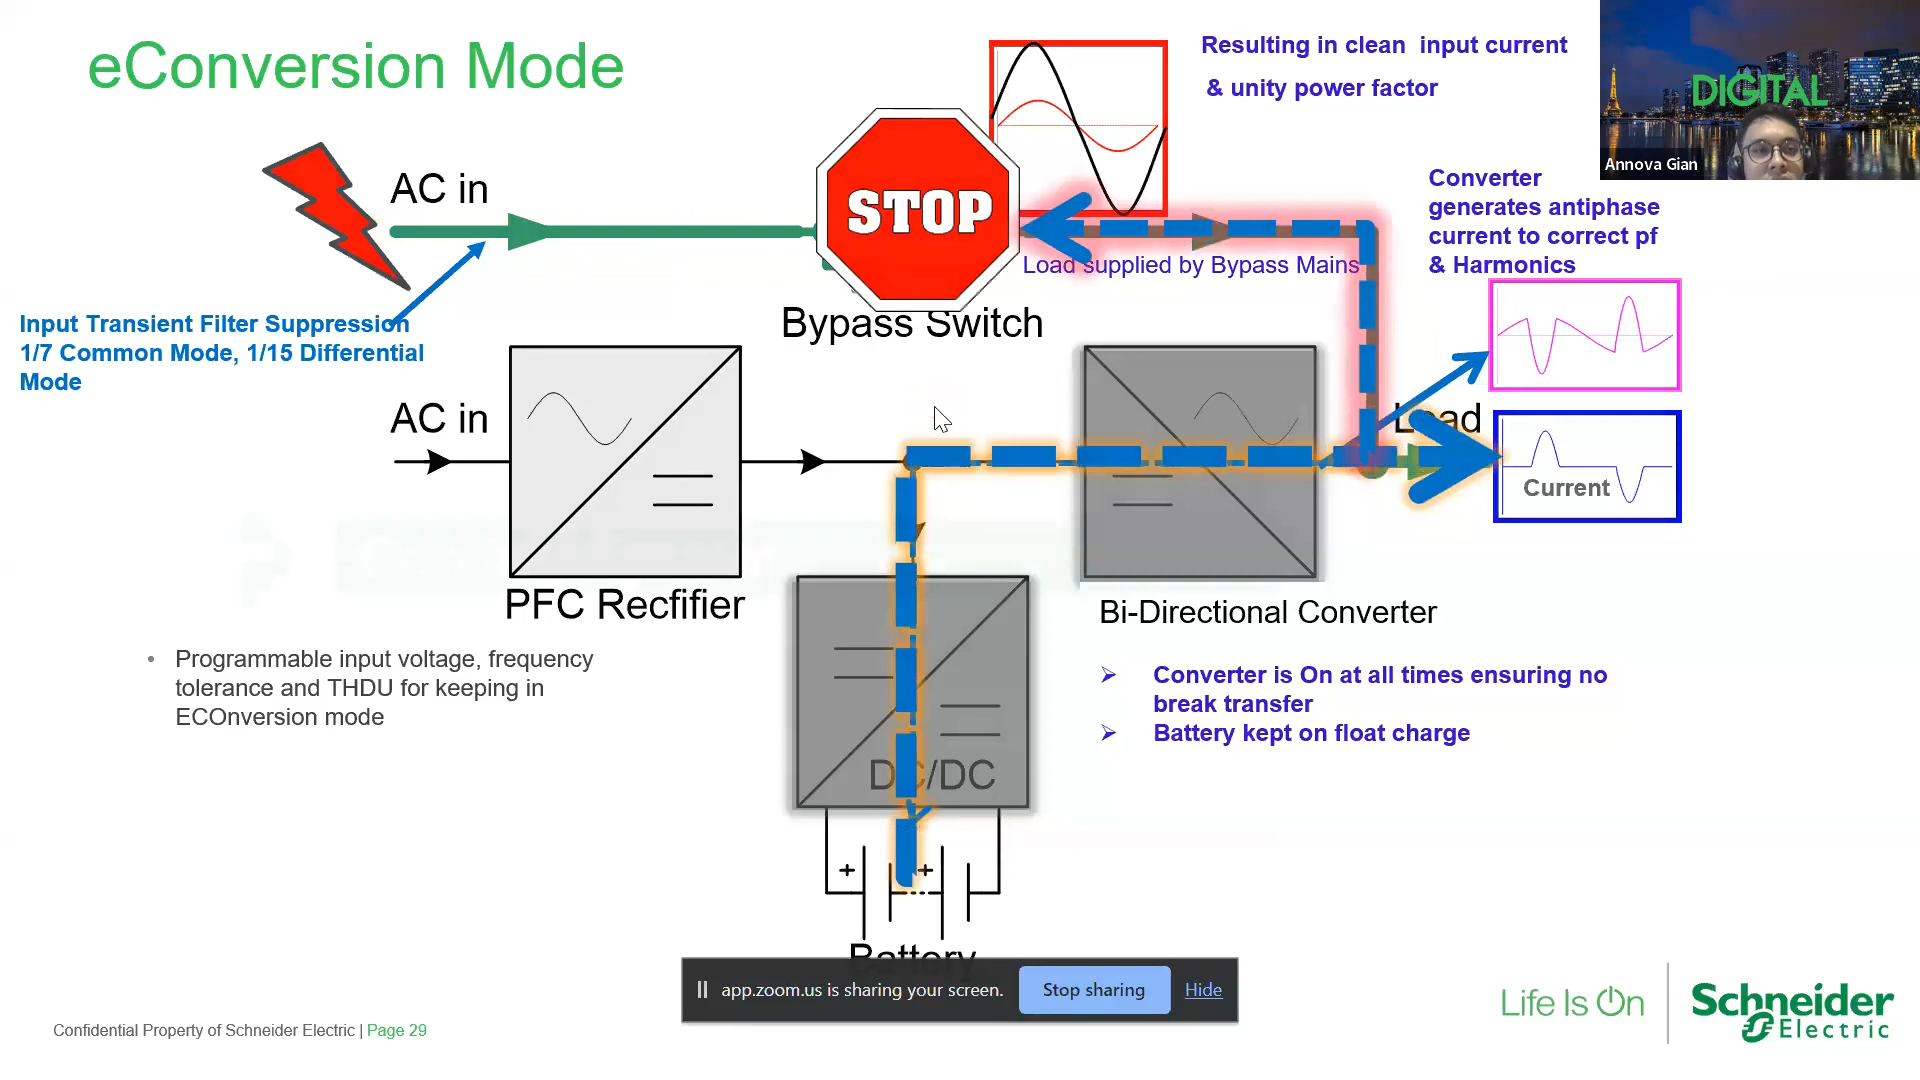 eConversion Mode
Resulting in clean input current
& unity power factor
DIGITAL
Annova Gian
AC in
STOP
Converter
generates antiphase
current to correct pf
& Harmonics
Load supplied by Bypass Mains
Bypass Switch
Input Transient Filter Suppression
1/7 Common Mode, 1/15 Differential
Mode
AC in
Load
Current
PFC Recfifier
Bi-Directional Converter
• Programmable input voltage, frequency
tolerance and THDU for keeping in
ECOnversion mode
➢ Converter is On at all times ensuring no
break transfer
➢ Battery kept on float charge
DC/DC
+ +
Battery
app.zoom.us is sharing your screen. Stop sharing Hide
Life Is On
Schneider
Electric
Confidential Property of Schneider Electric | Page 29